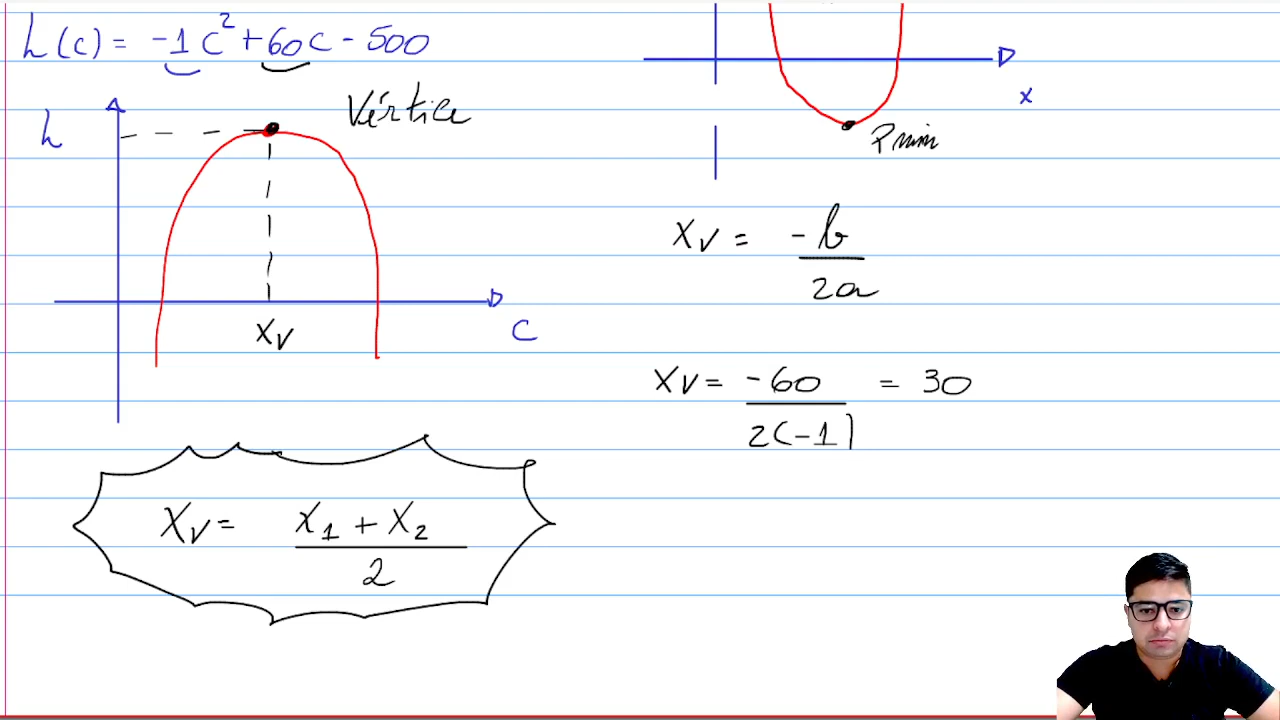 h(c) = -1c² + 60c - 500
h
Vértice
x
Pmin
XV = -b
2a
XV
C
XV = -60 = 30
2(-1)
XV = X1 + X2
2